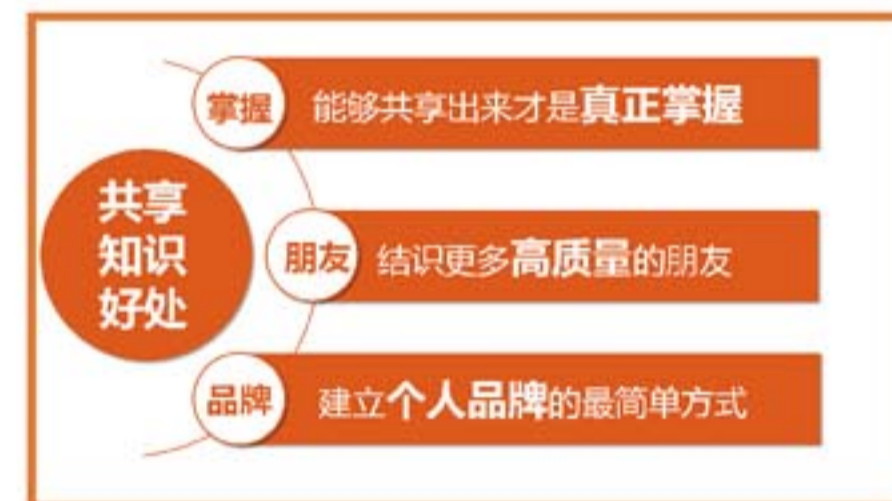 共享
知识
好处
掌握
能够共享出来才是真正掌握
朋友
结识更多高质量的朋友
品牌
建立个人品牌的最简单方式